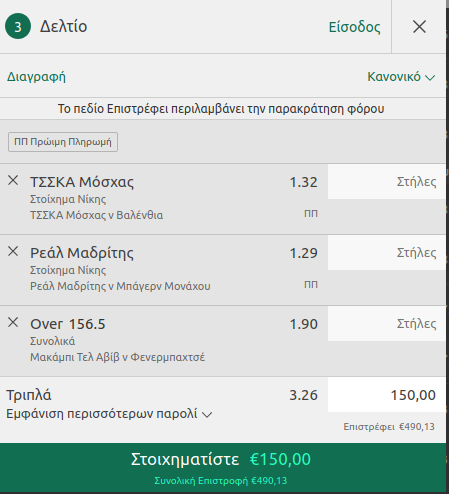 3 Δελτίο Είσοδος
Διαγραφή Κανονικό
Το πεδίο Επιστρέφει περιλαμβάνει την παρακράτηση φόρου
ΠΠ Πρώιμη Πληρωμή
ΤΣΣΚΑ Μόσχας 1.32 Στήλες
Στοίχημα Νίκης
ΤΣΣΚΑ Μόσχας v Βαλένθια ΠΠ
Ρεάλ Μαδρίτης 1.29 Στήλες
Στοίχημα Νίκης
Ρεάλ Μαδρίτης v Μπάγερν Μονάχου ΠΠ
Over 156.5 1.90 Στήλες
Συνολικά
Μακάμπι Τελ Αβίβ v Φενερμπαχτσέ
Τριπλά 3.26 150,00
Εμφάνιση περισσότερων παρολί
Επιστρέφει €490,13
Στοιχηματίστε €150,00
Συνολική Επιστροφή €490,13